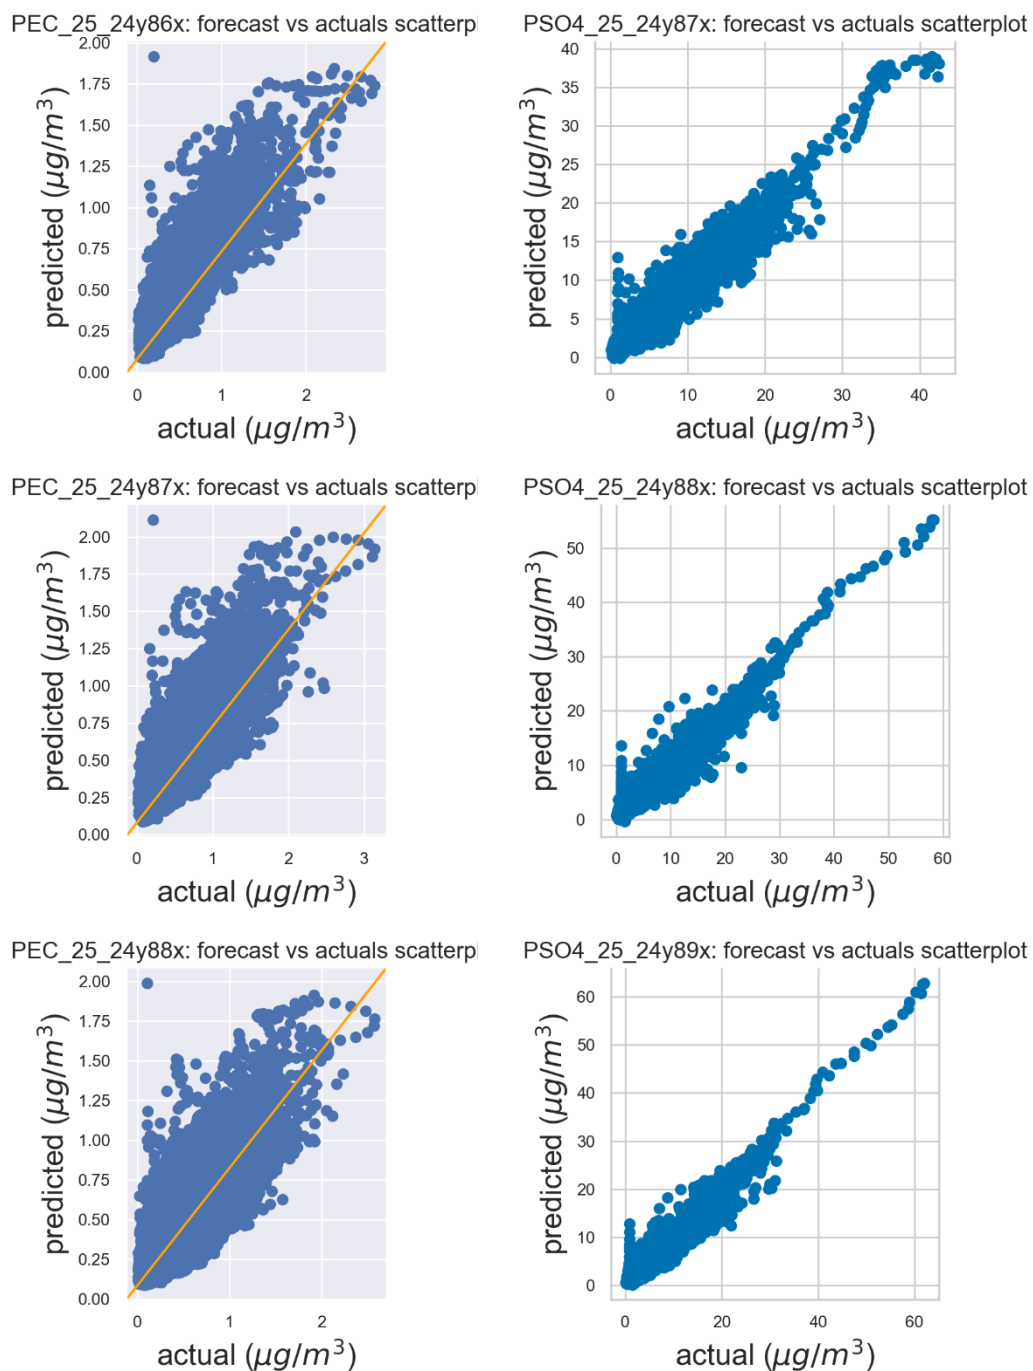 PEC_25_24y86x: forecast vs actuals scatterpl
2.00
1.75
1.50
1.25
1.00
0.75
0.50
0.25
0.00
predicted (μg/m³)
0 1 2
actual (μg/m³)
PSO4_25_24y87x: forecast vs actuals scatterplot
40
35
30
25
20
15
10
5
0
predicted (μg/m³)
0 10 20 30 40
actual (μg/m³)
PEC_25_24y87x: forecast vs actuals scatterpl
2.00
1.75
1.50
1.25
1.00
0.75
0.50
0.25
0.00
predicted (μg/m³)
0 1 2 3
actual (μg/m³)
PSO4_25_24y88x: forecast vs actuals scatterplot
50
40
30
20
10
0
predicted (μg/m³)
0 10 20 30 40 50 60
actual (μg/m³)
PEC_25_24y88x: forecast vs actuals scatterpl
2.00
1.75
1.50
1.25
1.00
0.75
0.50
0.25
0.00
predicted (μg/m³)
0 1 2
actual (μg/m³)
PSO4_25_24y89x: forecast vs actuals scatterplot
60
50
40
30
20
10
0
predicted (μg/m³)
0 20 40 60
actual (μg/m³)